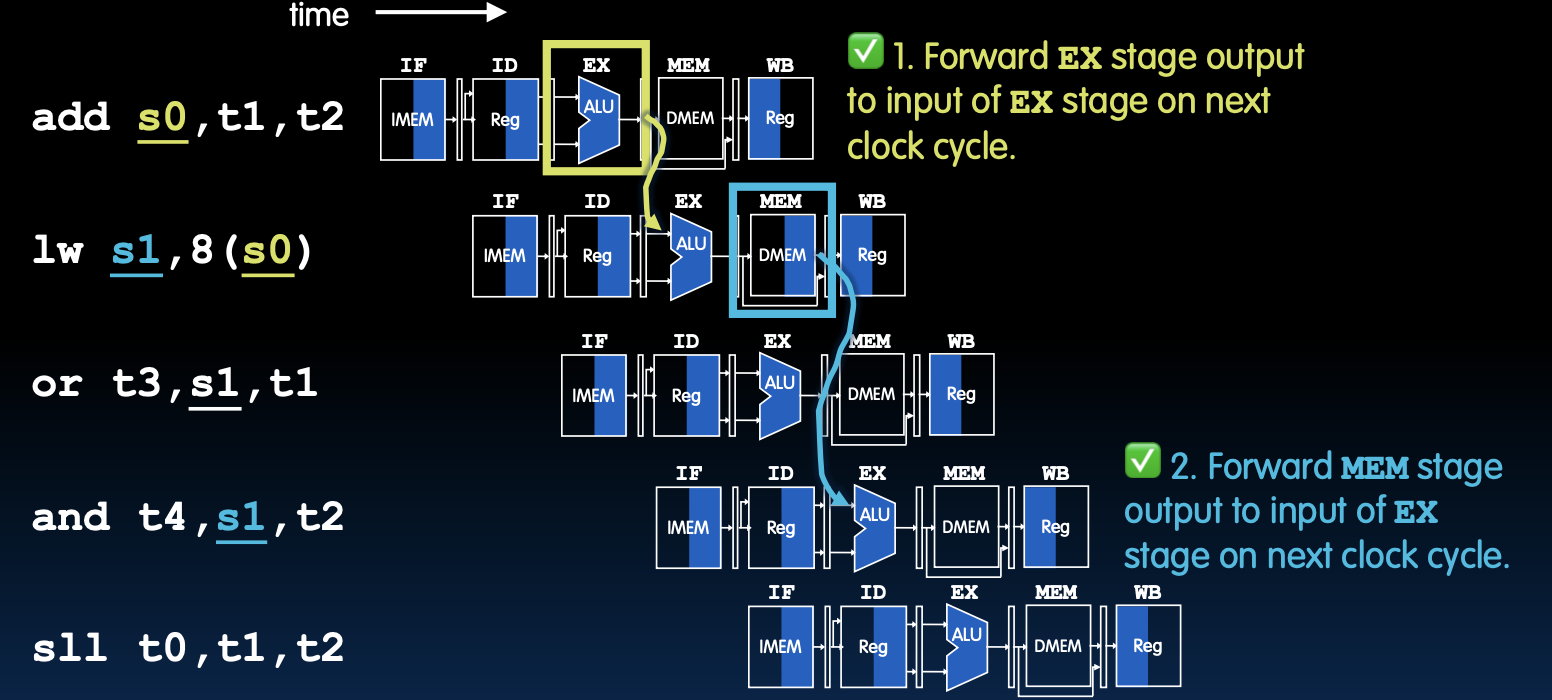 time
✅ 1. Forward EX stage output
to input of EX stage on next
clock cycle.
IF ID EX MEM WB
add s0,t1,t2
IMEM Reg ALU DMEM Reg
IF ID EX MEM WB
lw s1,8(s0)
IMEM Reg ALU DMEM Reg
IF ID EX MEM WB
or t3,s1,t1
IMEM Reg ALU DMEM Reg
✅ 2. Forward MEM stage
output to input of EX
stage on next clock cycle.
IF ID EX MEM WB
and t4,s1,t2
IMEM Reg ALU DMEM Reg
IF ID EX MEM WB
sll t0,t1,t2
IMEM Reg ALU DMEM Reg